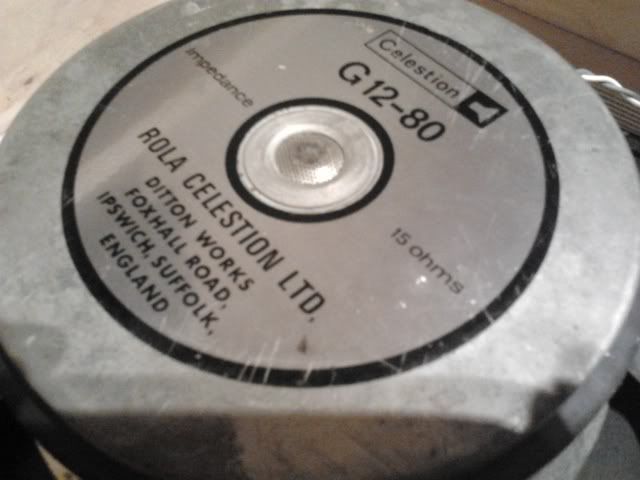 Celestion
G12-80
Impedance
15 ohms
ROLA CELESTION LTD.
DITTON WORKS
FOXHALL ROAD,
IPSWICH, SUFFOLK,
ENGLAND